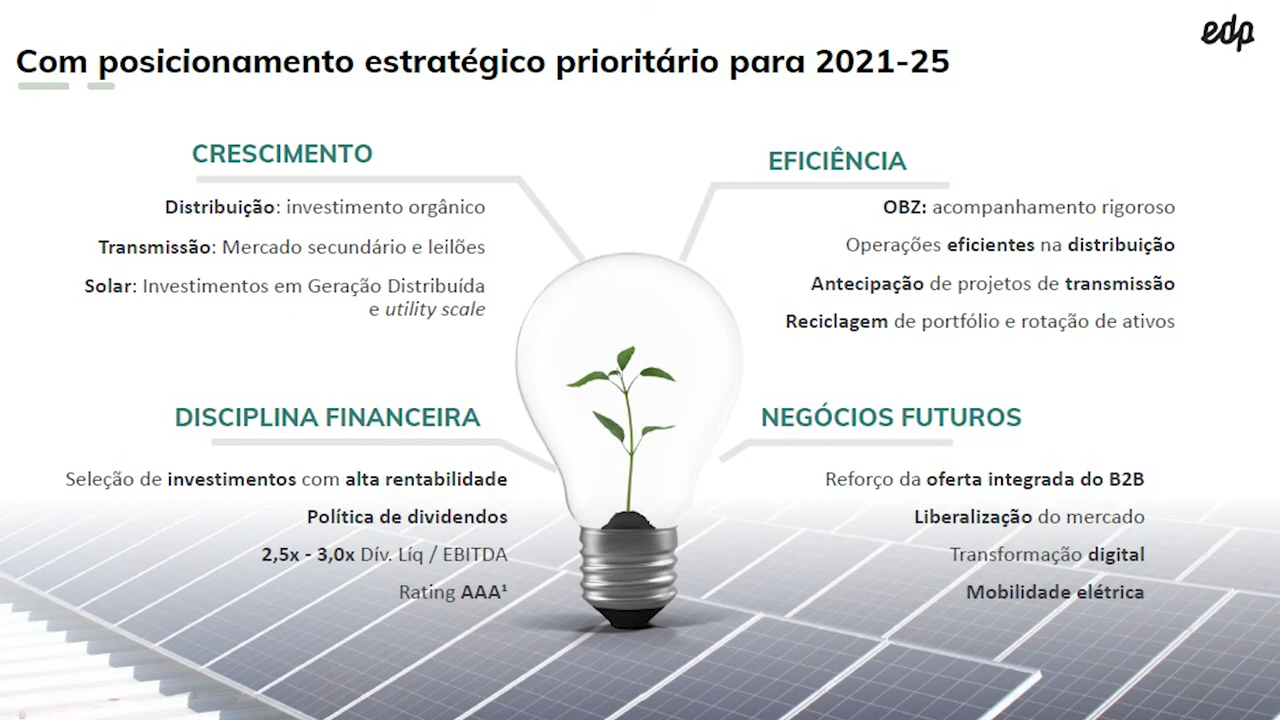 edp
Com posicionamento estratégico prioritário para 2021-25
CRESCIMENTO
Distribuição: investimento orgânico
Transmissão: Mercado secundário e leilões
Solar: Investimentos em Geração Distribuída
e utility scale
EFICIÊNCIA
OBZ: acompanhamento rigoroso
Operações eficientes na distribuição
Antecipação de projetos de transmissão
Reciclagem de portfólio e rotação de ativos
DISCIPLINA FINANCEIRA
Seleção de investimentos com alta rentabilidade
Política de dividendos
2,5x - 3,0x Dív. Líq / EBITDA
Rating AAA¹
NEGÓCIOS FUTUROS
Reforço da oferta integrada do B2B
Liberalização do mercado
Transformação digital
Mobilidade elétrica